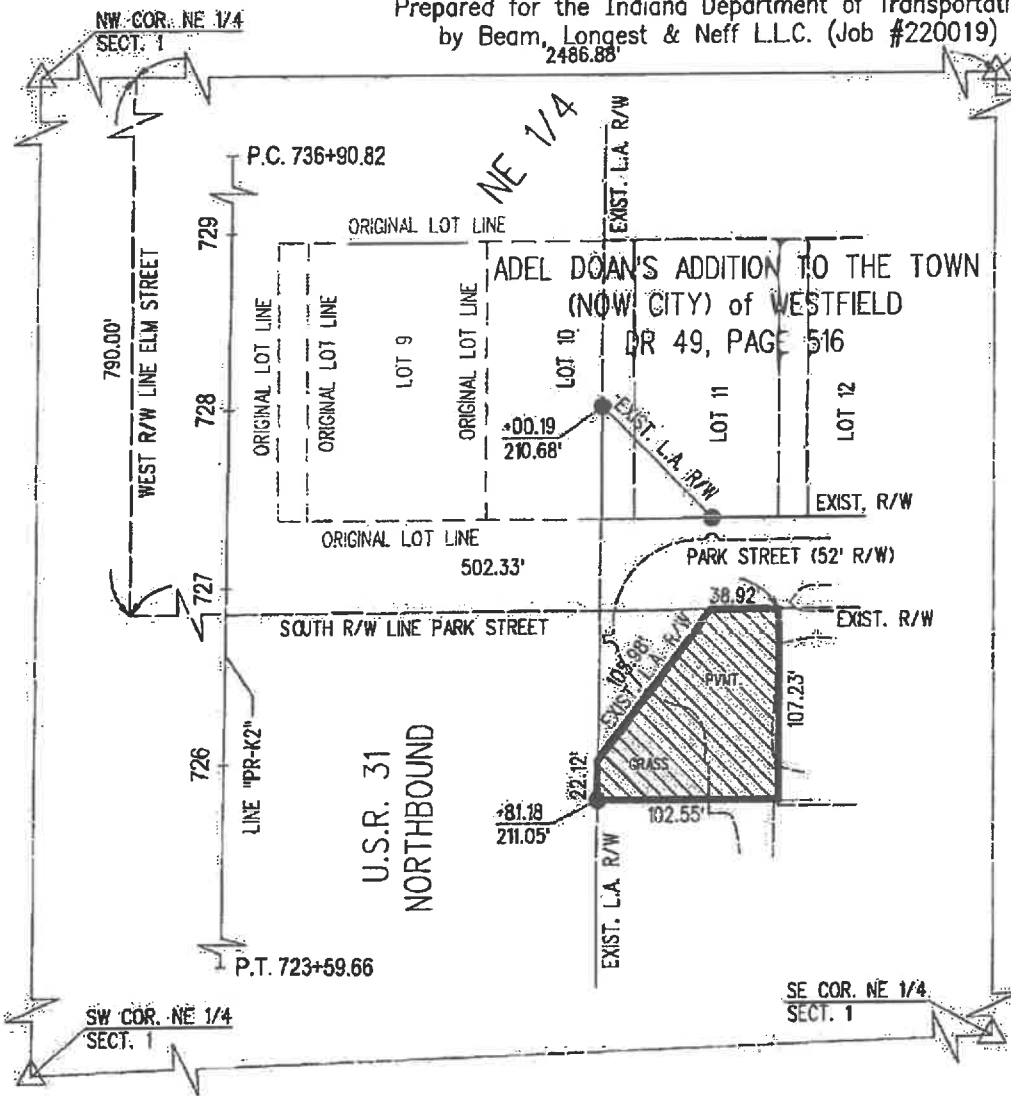 Prepared for the Indiana Department of Transportati
by Beam, Longest & Neff L.L.C. (Job #220019)
NW COR. NE 1/4
SECT. 1
2486.88'
NE 1/4
EXIST. L.A. R/W
P.C. 736+90.82
729
ORIGINAL LOT LINE
ADEL DOAN'S ADDITION TO THE TOWN
(NOW CITY) of WESTFIELD
DR 49, PAGE 516
790.00'
WEST R/W LINE ELM STREET
ORIGINAL LOT LINE
ORIGINAL LOT LINE
LOT 9
ORIGINAL LOT LINE
LOT 10
LOT 11
LOT 12
728
+00.19
210.68'
EXIST. L.A. R/W
EXIST. R/W
ORIGINAL LOT LINE
PARK STREET (52' R/W)
502.33'
727
38.92'
SOUTH R/W LINE PARK STREET
EXIST. R/W
EXIST. L.A. R/W
PVNT.
107.23'
726
LINE "PR-K2"
U.S.R. 31
NORTHBOUND
GRASS
22.12'
+81.18
211.05'
102.55'
EXIST. L.A. R/W
P.T. 723+59.66
SW COR. NE 1/4
SECT. 1
SE COR. NE 1/4
SECT. 1